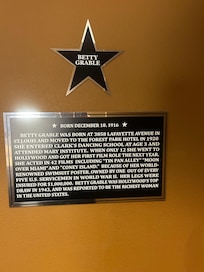 BETTY
GRABLE
★ BORN DECEMBER 18, 1916 ★
BETTY GRABLE WAS BORN AT 3858 LAFAYETTE AVENUE IN
ST.LOUIS AND MOVED TO THE FOREST PARK HOTEL IN 1920
SHE ENTERED CLARK'S DANCING SCHOOL AT AGE 3 AND
ATTENDED MARY INSTITUTE. WHEN ONLY 12 SHE WENT TO
HOLLYWOOD AND GOT HER FIRST FILM ROLE THE NEXT YEAR.
SHE ACTED IN 42 FILMS INCLUDING "TIN PAN ALLEY" "MOON
OVER MIAMI" AND "CONEY ISLAND." BECAUSE OF HER WORLD-
RENOWNED SWIMSUIT POSTER, OWNED BY ONE OUT OF EVERY
FIVE U.S. SERVICEMEN IN WORLD WAR II. HER LEGS WERE
INSURED FOR $1,000,000. BETTY GRABLE WAS HOLLYWOOD'S TOP
DRAW IN 1943, AND WAS REPORTED TO BE THE RICHEST WOMAN
IN THE UNITED STATES.